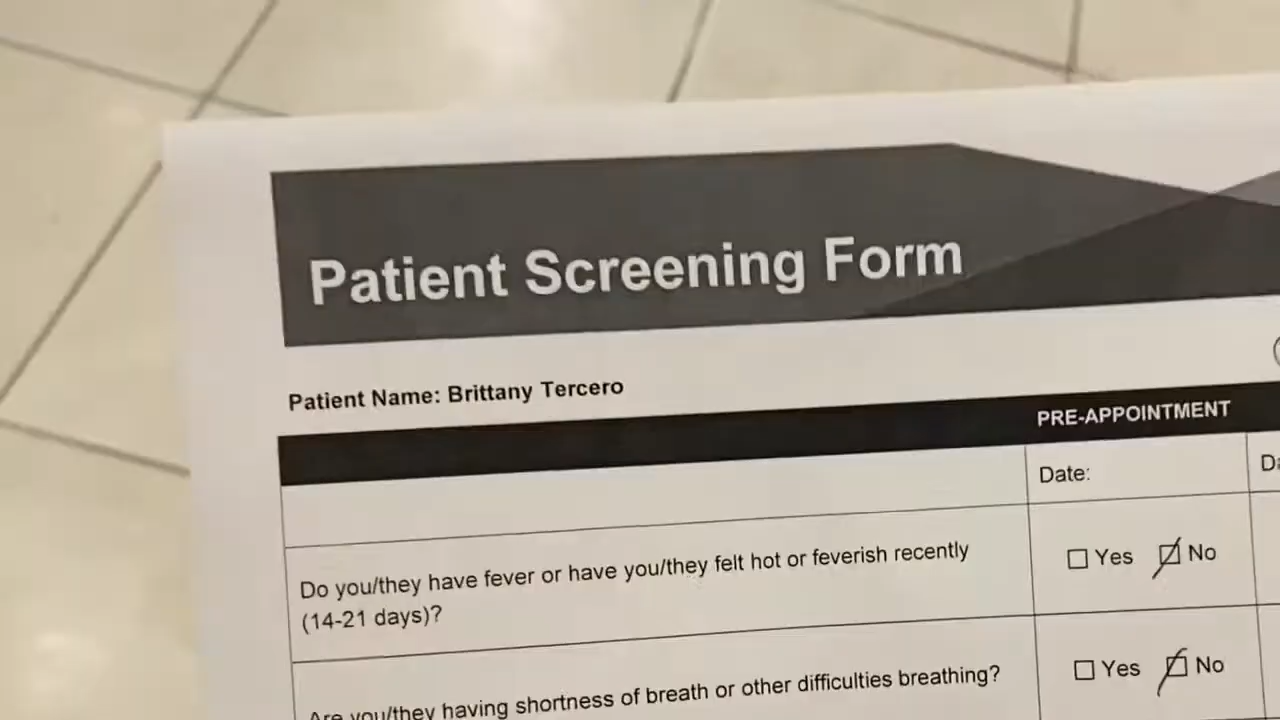 Patient Screening Form
Patient Name: Brittany Tercero
PRE-APPOINTMENT
Date:
Do you/they have fever or have you/they felt hot or feverish recently
(14-21 days)?
Yes No
Are you/they having shortness of breath or other difficulties breathing?
Yes No